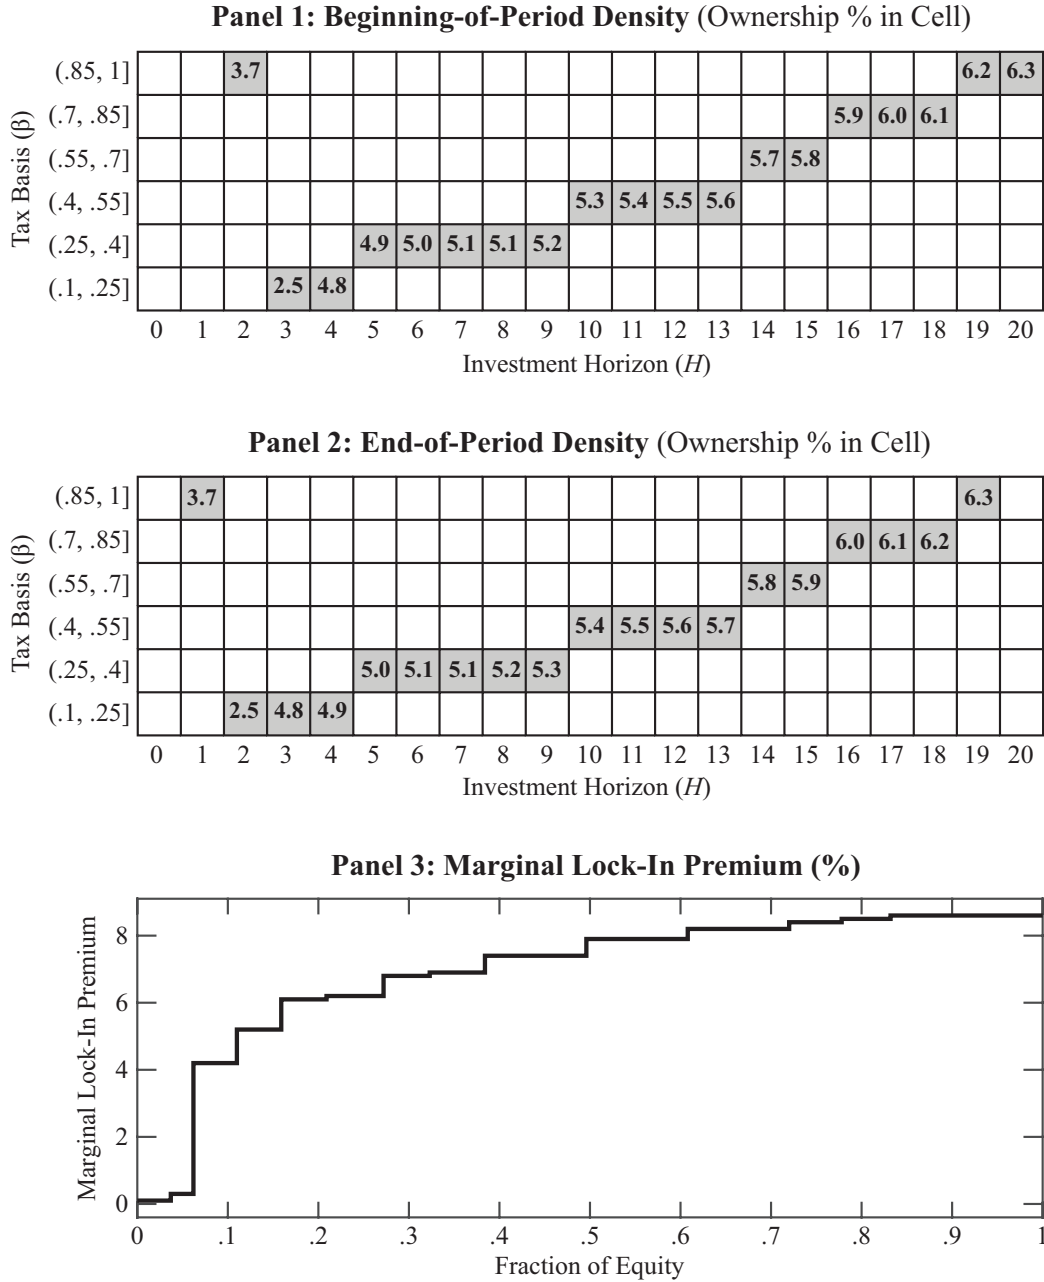 Panel 1: Beginning-of-Period Density (Ownership % in Cell)
Tax Basis (β)
(.85, 1] 3.7 6.2 6.3
(.7, .85] 5.9 6.0 6.1
(.55, .7] 5.7 5.8
(.4, .55] 5.3 5.4 5.5 5.6
(.25, .4] 4.9 5.0 5.1 5.1 5.2
(.1, .25] 2.5 4.8
0 1 2 3 4 5 6 7 8 9 10 11 12 13 14 15 16 17 18 19 20
Investment Horizon (H)
Panel 2: End-of-Period Density (Ownership % in Cell)
Tax Basis (β)
(.85, 1] 3.7 6.3
(.7, .85] 6.0 6.1 6.2
(.55, .7] 5.8 5.9
(.4, .55] 5.4 5.5 5.6 5.7
(.25, .4] 5.0 5.1 5.1 5.2 5.3
(.1, .25] 2.5 4.8 4.9
0 1 2 3 4 5 6 7 8 9 10 11 12 13 14 15 16 17 18 19 20
Investment Horizon (H)
Panel 3: Marginal Lock-In Premium (%)
Marginal Lock-In Premium
8
6
4
2
0
0 .1 .2 .3 .4 .5 .6 .7 .8 .9 1
Fraction of Equity